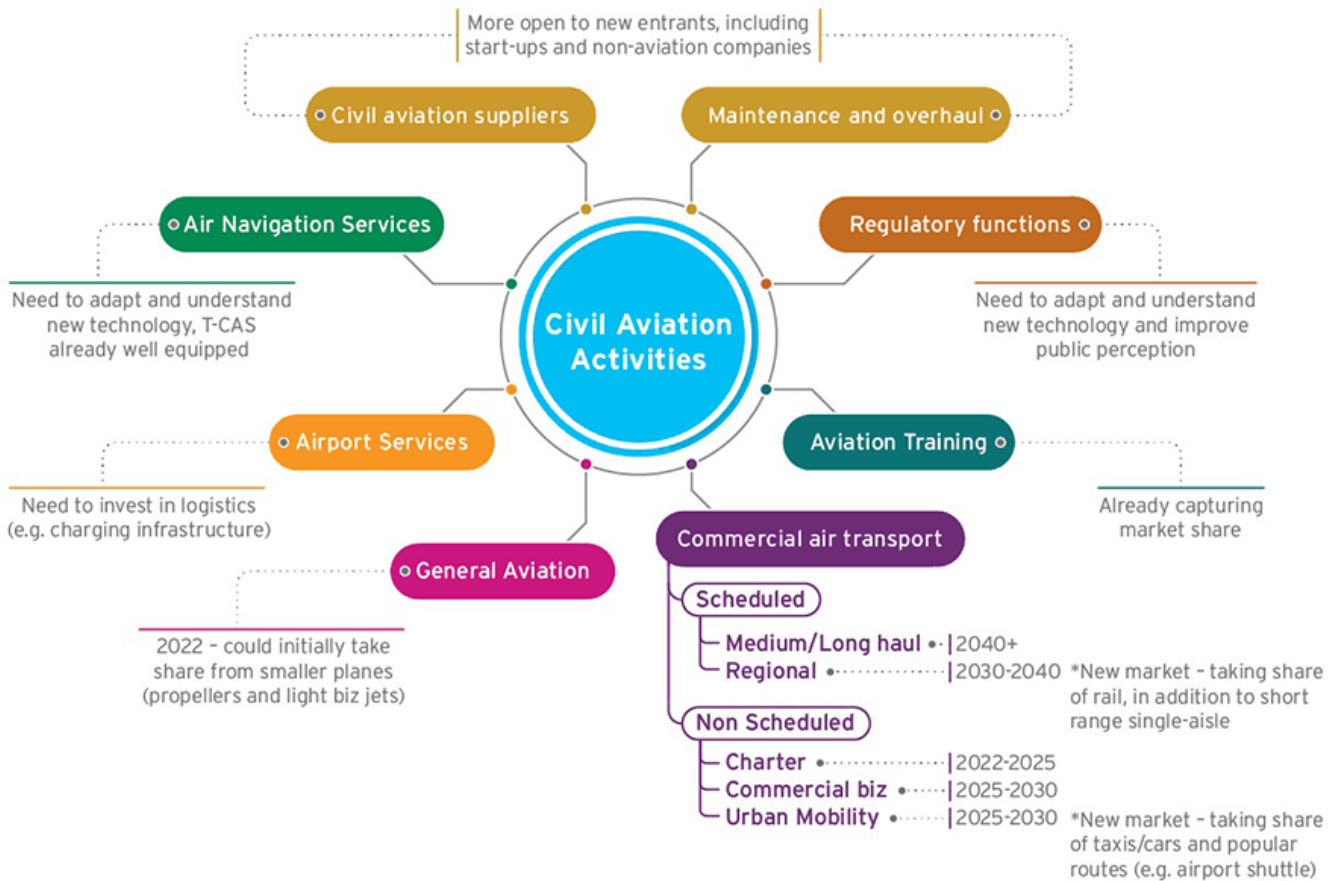 More open to new entrants, including
start-ups and non-aviation companies
Civil aviation suppliers
Maintenance and overhaul
Air Navigation Services
Regulatory functions
Need to adapt and understand
new technology, T-CAS
already well equipped
Civil Aviation
Activities
Need to adapt and understand
new technology and improve
public perception
Airport Services
Aviation Training
Need to invest in logistics
(e.g. charging infrastructure)
Already capturing
market share
General Aviation
2022 – could initially take
share from smaller planes
(propellers and light biz jets)
Commercial air transport
Scheduled
Medium/Long haul 2040+
Regional 2030-2040
*New market – taking share
of rail, in addition to short
range single-aisle
Non Scheduled
Charter 2022-2025
Commercial biz 2025-2030
Urban Mobility 2025-2030
*New market – taking share
of taxis/cars and popular
routes (e.g. airport shuttle)